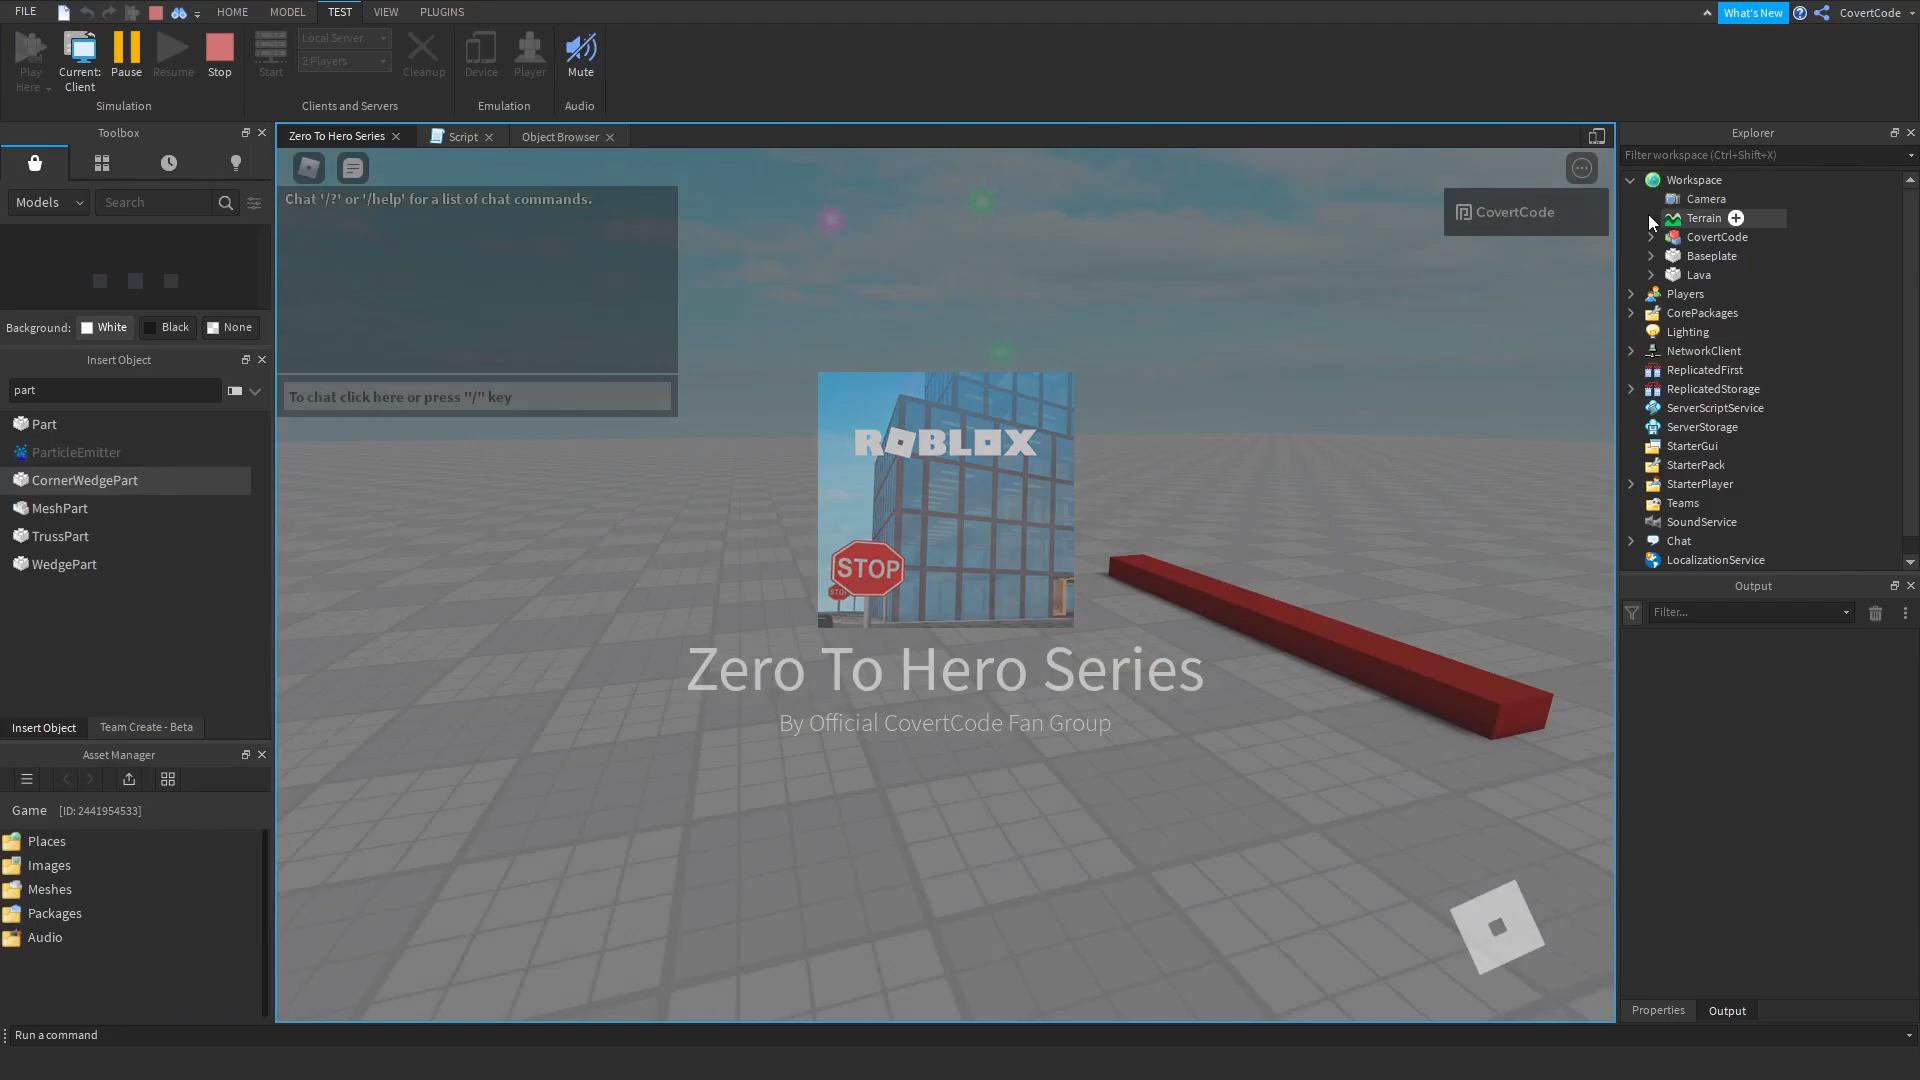 FILE
HOME
MODEL
TEST
VIEW
PLUGINS
What's New
CovertCode
Play
Here
Current:
Client
Pause
Resume
Stop
Simulation
Start
Local Server
2 Players
Cleanup
Clients and Servers
Device
Player
Emulation
Mute
Audio
Toolbox
Models
Search
Background:
White
Black
None
Insert Object
part
Part
ParticleEmitter
CornerWedgePart
MeshPart
TrussPart
WedgePart
Insert Object
Team Create - Beta
Asset Manager
Game [ID: 2441954533]
Places
Images
Meshes
Packages
Audio
Run a command
Zero To Hero Series
Script
Object Browser
Chat '/?' or '/help' for a list of chat commands.
To chat click here or press "/" key
CovertCode
ROBLOX
STOP
STOP
Zero To Hero Series
By Official CovertCode Fan Group
Explorer
Filter workspace (Ctrl+Shift+X)
Workspace
Camera
Terrain
CovertCode
Baseplate
Lava
Players
CorePackages
Lighting
NetworkClient
ReplicatedFirst
ReplicatedStorage
ServerScriptService
ServerStorage
StarterGui
StarterPack
StarterPlayer
Teams
SoundService
Chat
LocalizationService
Output
Filter...
Properties
Output